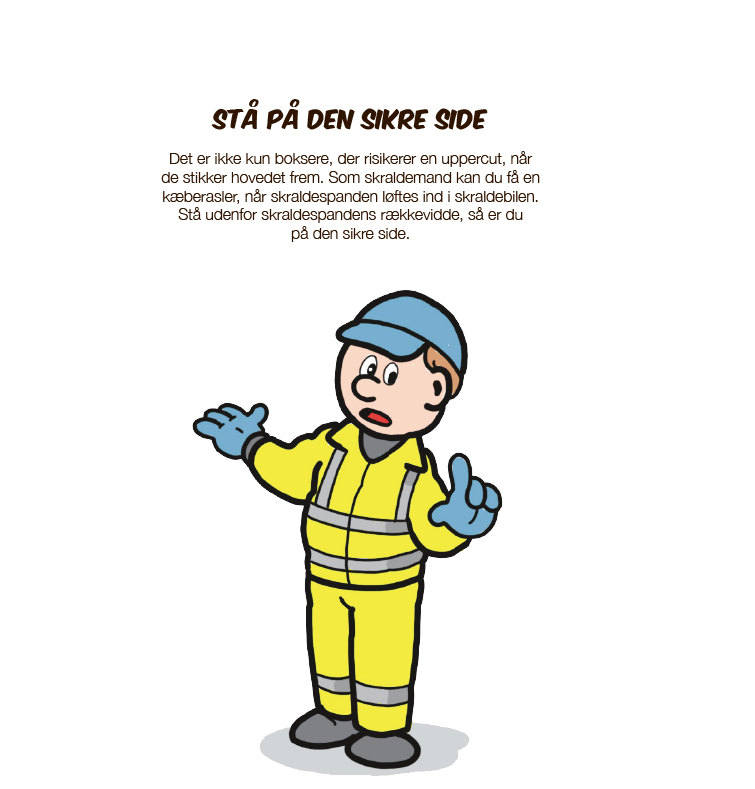 STÅ PÅ DEN SIKRE SIDE
Det er ikke kun boksere, der risikerer en uppercut, når
de stikker hovedet frem. Som skraldemand kan du få en
kæberasler, når skraldespanden løftes ind i skraldebilen.
Stå udenfor skraldespandens rækkevidde, så er du
på den sikre side.